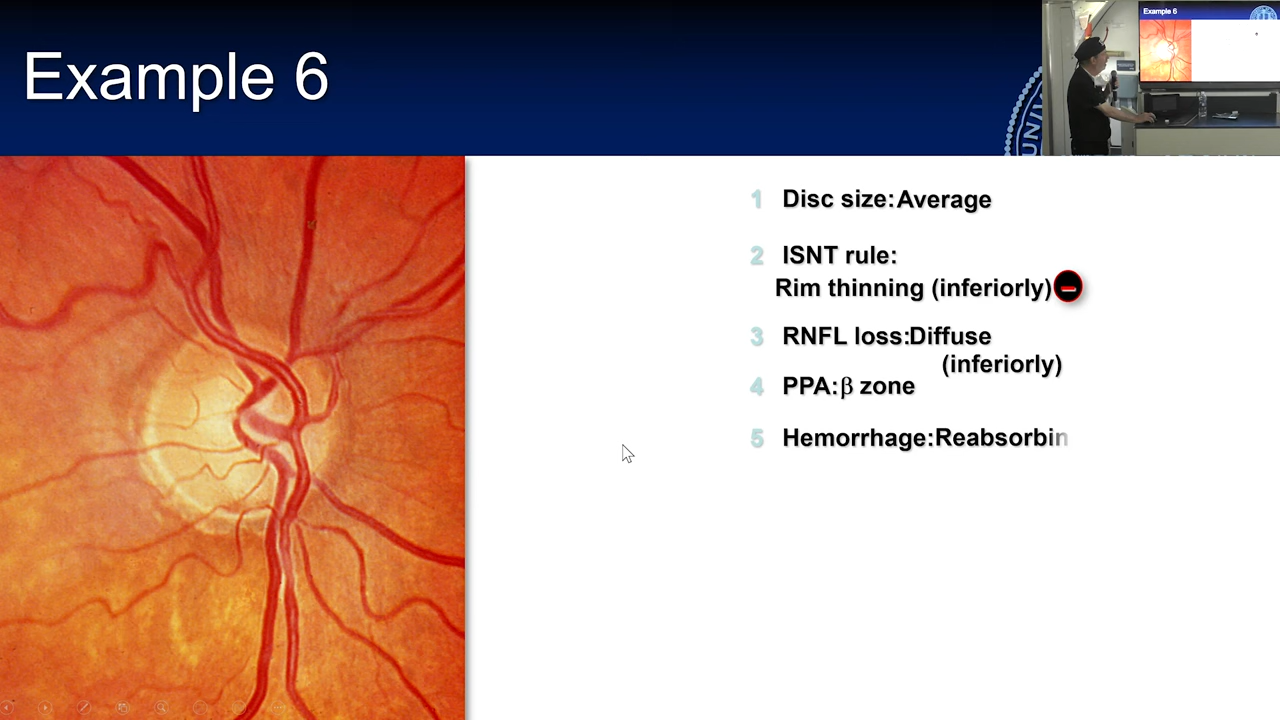 Example 6
Example 6
UNIV
1 Disc size: Average
2 ISNT rule:
Rim thinning (inferiorly)
3 RNFL loss: Diffuse
(inferiorly)
4 PPA: β zone
5 Hemorrhage: Reabsorbin